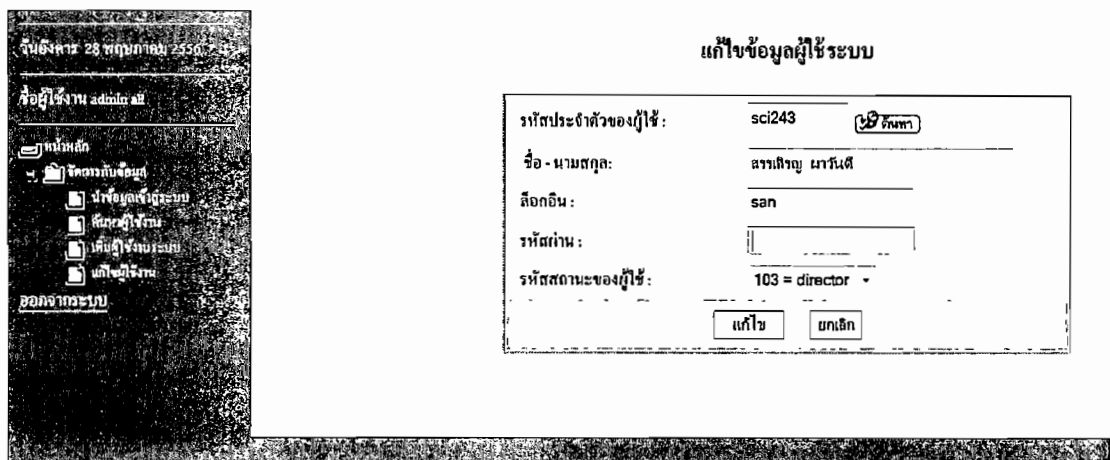 วันอังคาร 28 พฤษภาคม 2556
ชื่อผู้ใช้งาน admin all
หน้าหลัก
จัดการกับข้อมูล
นำข้อมูลเข้าสู่ระบบ
ค้นหาผู้ใช้งาน
เพิ่มผู้ใช้งานระบบ
แก้ไขผู้ใช้งาน
ออกจากระบบ
แก้ไขข้อมูลผู้ใช้ระบบ
รหัสประจำตัวของผู้ใช้ : sci243 ค้นหา
ชื่อ - นามสกุล: สรรเสริญ ผาวันดี
ล็อกอิน : san
รหัสผ่าน :
รหัสสถานะของผู้ใช้ : 103 = director
แก้ไข ยกเลิก